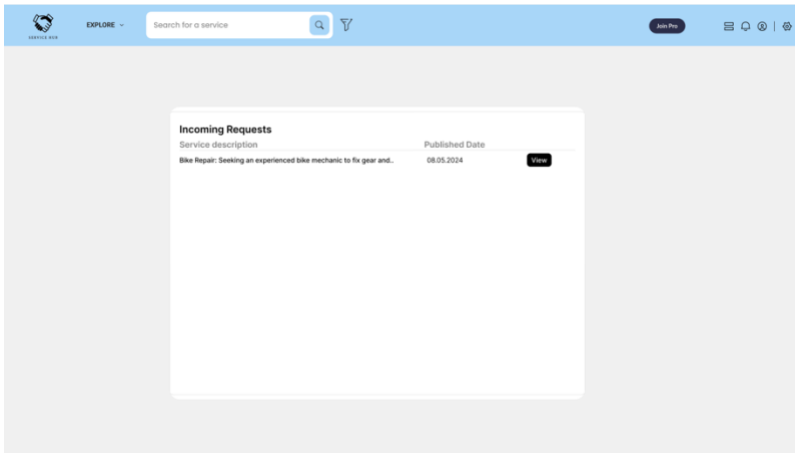 SERVICE HUB
EXPLORE
Search for a service
Join Pro
Incoming Requests
Service description Published Date
Bike Repair: Seeking an experienced bike mechanic to fix gear and.. 08.05.2024 View